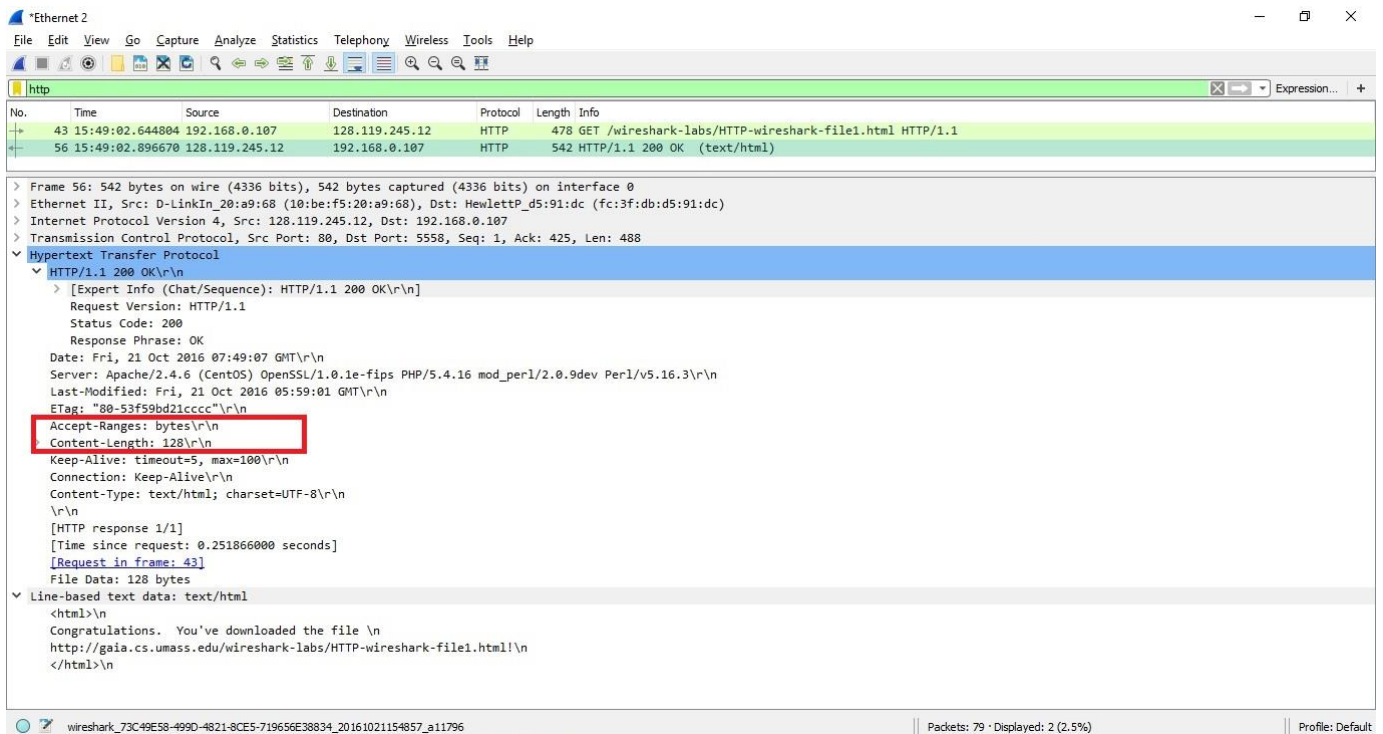 *Ethernet 2
File Edit View Go Capture Analyze Statistics Telephony Wireless Tools Help
http Expression... +
No. Time Source Destination Protocol Length Info
43 15:49:02.644804 192.168.0.107 128.119.245.12 HTTP 478 GET /wireshark-labs/HTTP-wireshark-file1.html HTTP/1.1
56 15:49:02.896670 128.119.245.12 192.168.0.107 HTTP 542 HTTP/1.1 200 OK (text/html)
> Frame 56: 542 bytes on wire (4336 bits), 542 bytes captured (4336 bits) on interface 0
> Ethernet II, Src: D-LinkIn_20:a9:68 (10:be:f5:20:a9:68), Dst: HewlettP_d5:91:dc (fc:3f:db:d5:91:dc)
> Internet Protocol Version 4, Src: 128.119.245.12, Dst: 192.168.0.107
> Transmission Control Protocol, Src Port: 80, Dst Port: 5558, Seq: 1, Ack: 425, Len: 488
Hypertext Transfer Protocol
HTTP/1.1 200 OK\r\n
> [Expert Info (Chat/Sequence): HTTP/1.1 200 OK\r\n]
Request Version: HTTP/1.1
Status Code: 200
Response Phrase: OK
Date: Fri, 21 Oct 2016 07:49:07 GMT\r\n
Server: Apache/2.4.6 (CentOS) OpenSSL/1.0.1e-fips PHP/5.4.16 mod_perl/2.0.9dev Perl/v5.16.3\r\n
Last-Modified: Fri, 21 Oct 2016 05:59:01 GMT\r\n
ETag: "80-53f59bd21cccc"\r\n
Accept-Ranges: bytes\r\n
> Content-Length: 128\r\n
Keep-Alive: timeout=5, max=100\r\n
Connection: Keep-Alive\r\n
Content-Type: text/html; charset=UTF-8\r\n
\r\n
[HTTP response 1/1]
[Time since request: 0.251866000 seconds]
[Request in frame: 43]
File Data: 128 bytes
Line-based text data: text/html
<html>\n
Congratulations.  You've downloaded the file \n
http://gaia.cs.umass.edu/wireshark-labs/HTTP-wireshark-file1.html!\n
</html>\n
wireshark_73C49E58-499D-4821-8CE5-719656E38834_20161021154857_a11796 Packets: 79 · Displayed: 2 (2.5%) Profile: Default